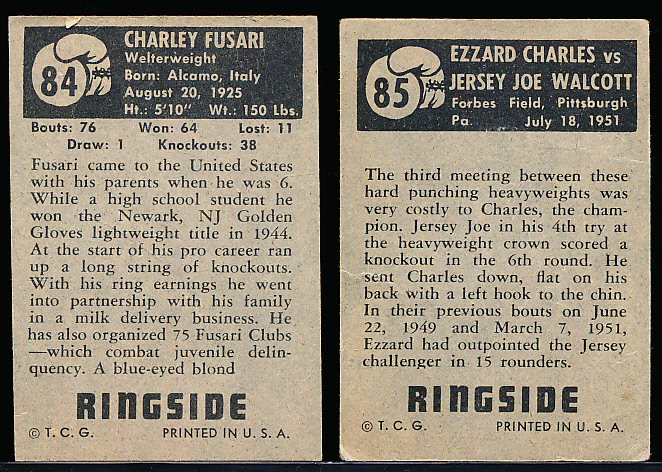 84
CHARLEY FUSARI
Welterweight
Born: Alcamo, Italy
August 20, 1925
Ht.: 5'10" Wt.: 150 Lbs.
Bouts: 76 Won: 64 Lost: 11
Draw: 1 Knockouts: 38
Fusari came to the United States
with his parents when he was 6.
While a high school student he
won the Newark, NJ Golden
Gloves lightweight title in 1944.
At the start of his pro career ran
up a long string of knockouts.
With his ring earnings he went
into partnership with his family
in a milk delivery business. He
has also organized 75 Fusari Clubs
—which combat juvenile delin-
quency. A blue-eyed blond
RINGSIDE
© T. C. G. PRINTED IN U. S. A.
85
EZZARD CHARLES vs
JERSEY JOE WALCOTT
Forbes Field, Pittsburgh
Pa. July 18, 1951
The third meeting between these
hard punching heavyweights was
very costly to Charles, the cham-
pion. Jersey Joe in his 4th try at
the heavyweight crown scored a
knockout in the 6th round. He
sent Charles down, flat on his
back with a left hook to the chin.
In their previous bouts on June
22, 1949 and March 7, 1951,
Ezzard had outpointed the Jersey
challenger in 15 rounders.
RINGSIDE
© T. C. G. PRINTED IN U. S. A.